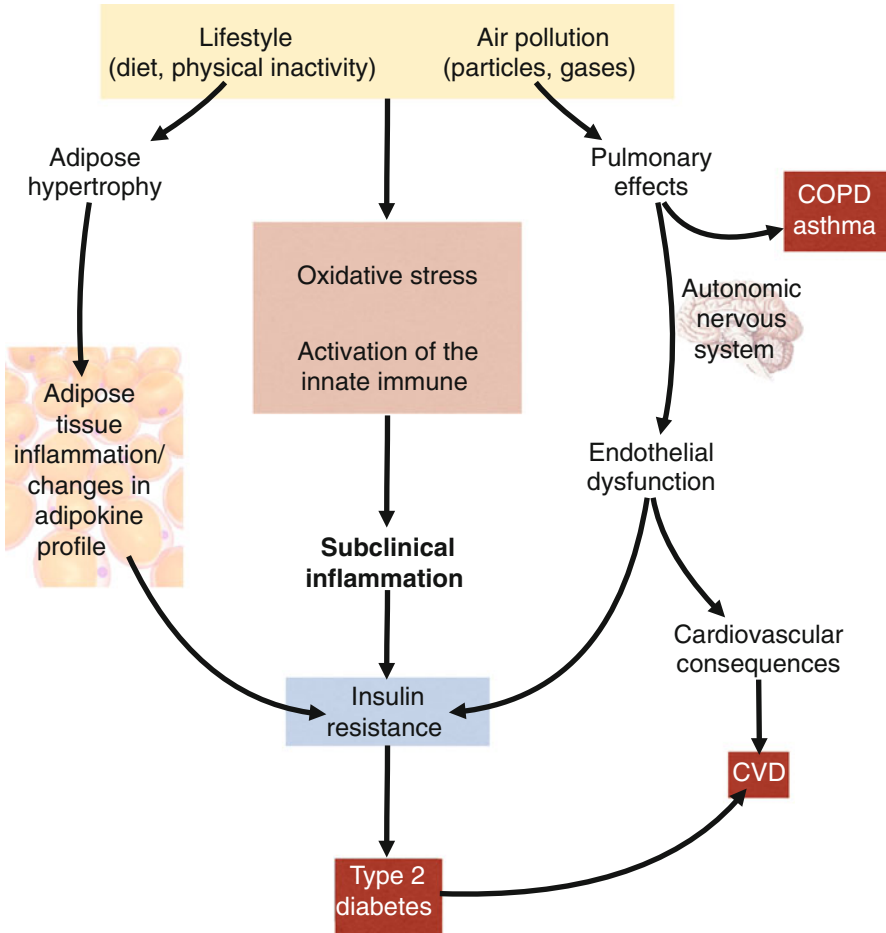 Lifestyle
(diet, physical inactivity)
Air pollution
(particles, gases)
Adipose
hypertrophy
Pulmonary
effects
COPD
asthma
Oxidative stress
Activation of the
innate immune
Autonomic
nervous
system
Adipose
tissue
inflammation/
changes in
adipokine
profile
Endothelial
dysfunction
Subclinical
inflammation
Cardiovascular
consequences
Insulin
resistance
CVD
Type 2
diabetes